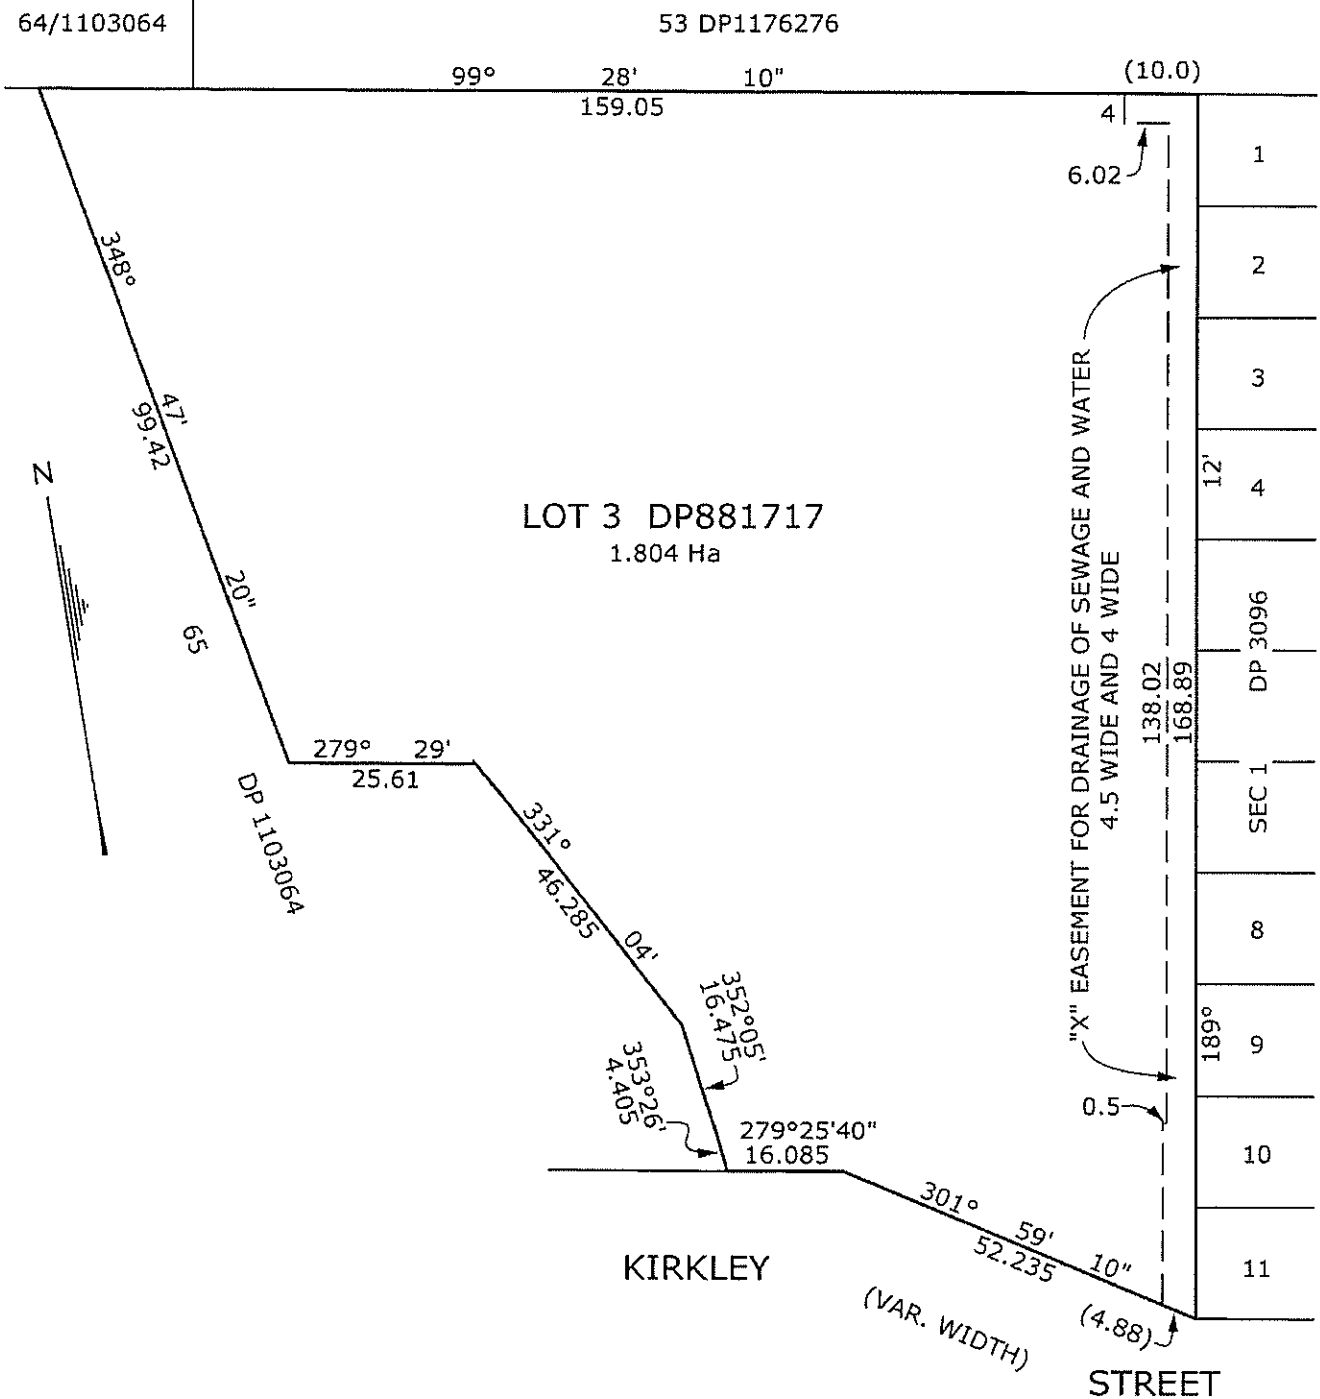 64/1103064
53 DP1176276
99° 28' 10"
159.05
(10.0)
4
6.02
1
2
3
4
DP 3096
SEC 1
8
9
10
11
348° 47' 20"
99.42
N
65
LOT 3 DP881717
1.804 Ha
"X" EASEMENT FOR DRAINAGE OF SEWAGE AND WATER
4.5 WIDE AND 4 WIDE
138.02
168.89
189° 12'
279° 29'
25.61
DP 1103064
331° 04'
46.285
352°05'
16.475
353°26'
4.405
0.5
279°25'40"
16.085
301° 59' 10"
52.235
(4.88)
KIRKLEY
(VAR. WIDTH)
STREET